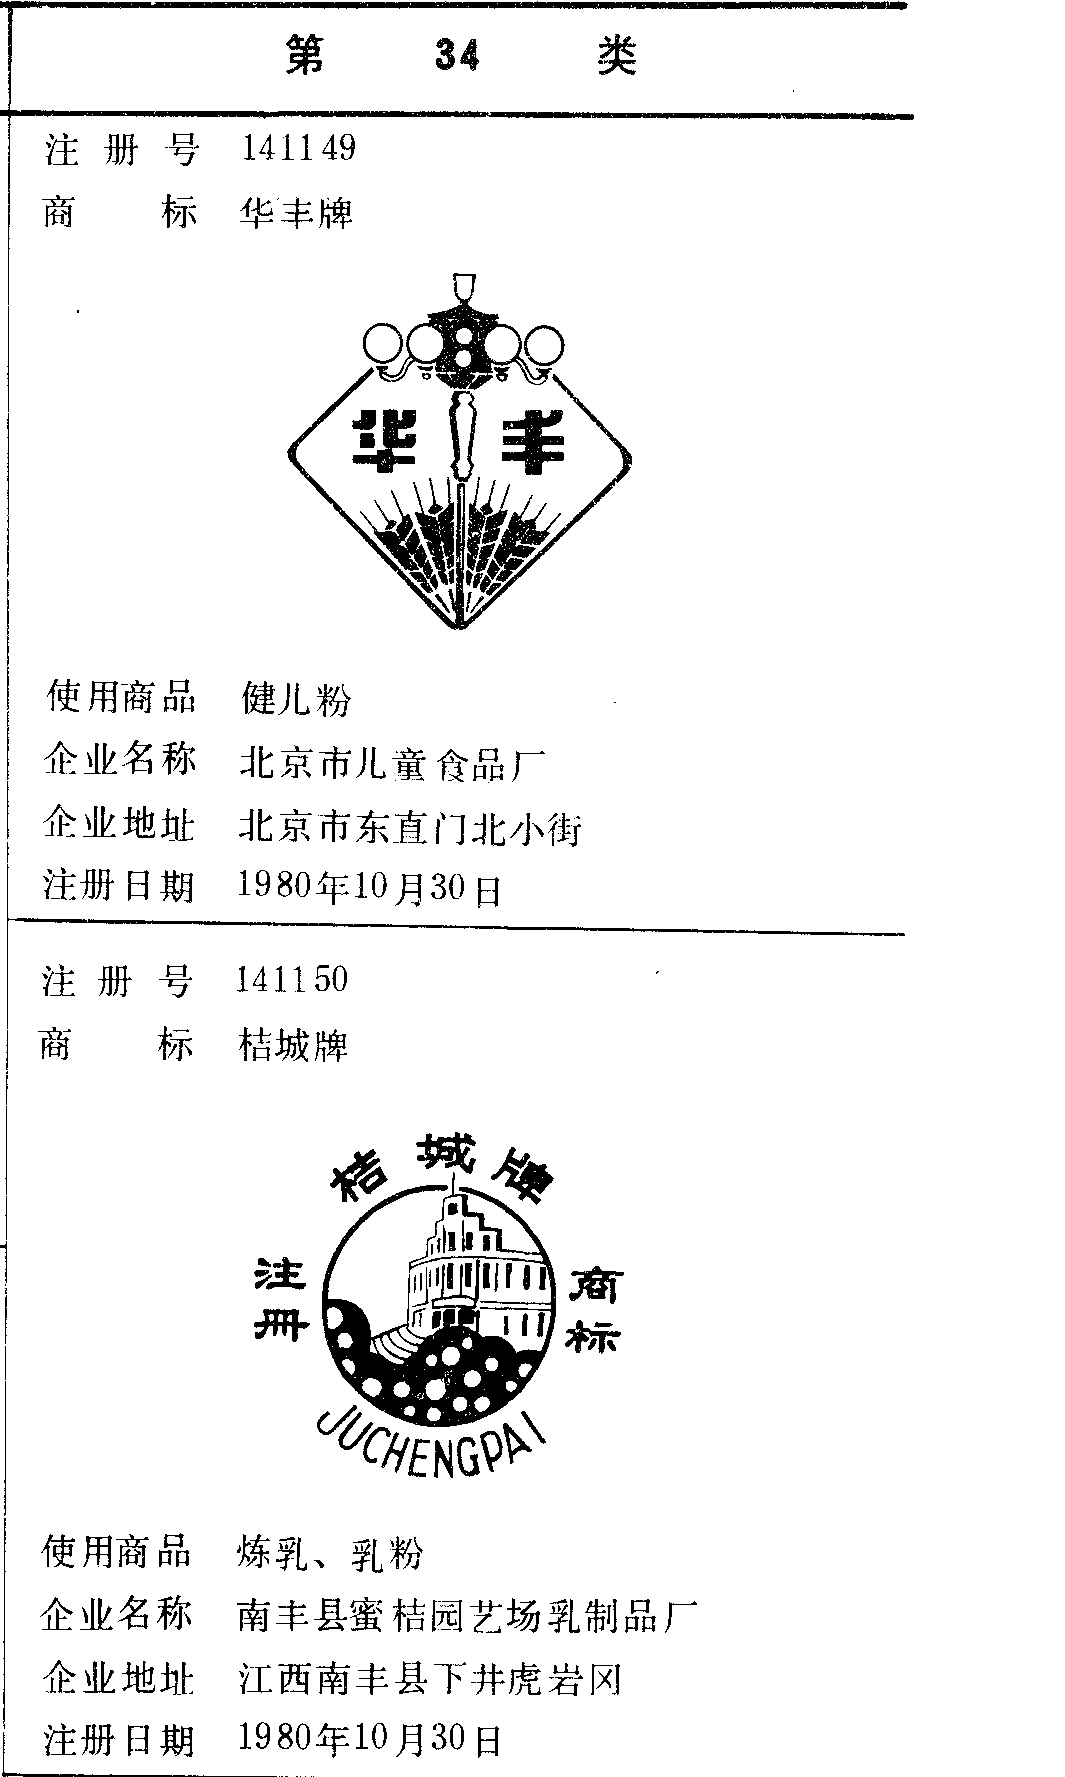 第 34 类
注册号 141149
商标 华丰牌
华丰
使用商品 健儿粉
企业名称 北京市儿童食品厂
企业地址 北京市东直门北小街
注册日期 1980年10月30日
注册号 141150
商标 桔城牌
桔城牌
注册
商标
JUCHENGPAI
使用商品 炼乳、乳粉
企业名称 南丰县蜜桔园艺场乳制品厂
企业地址 江西南丰县下井虎岩冈
注册日期 1980年10月30日